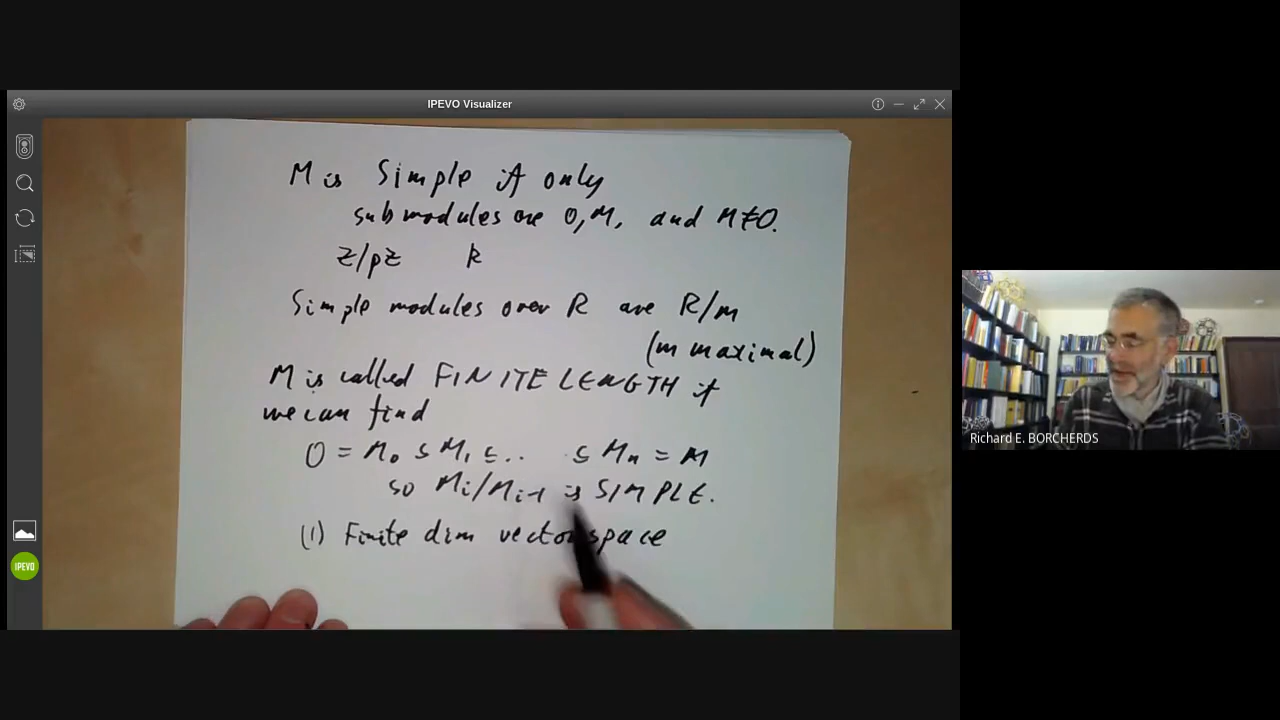 IPEVO Visualizer
M is Simple if only
submodules are 0, M, and M≠0.
Z/pZ k
Simple modules over R are R/m
(m maximal)
M is called FINITE LENGTH if
we can find
0 = M₀ ⊆ M₁ ⊆ .. ⊆ Mₙ = M
so Mᵢ/Mᵢ₋₁ is SIMPLE.
(1) Finite dim vector space
IPEVO
Richard E. BORCHERDS